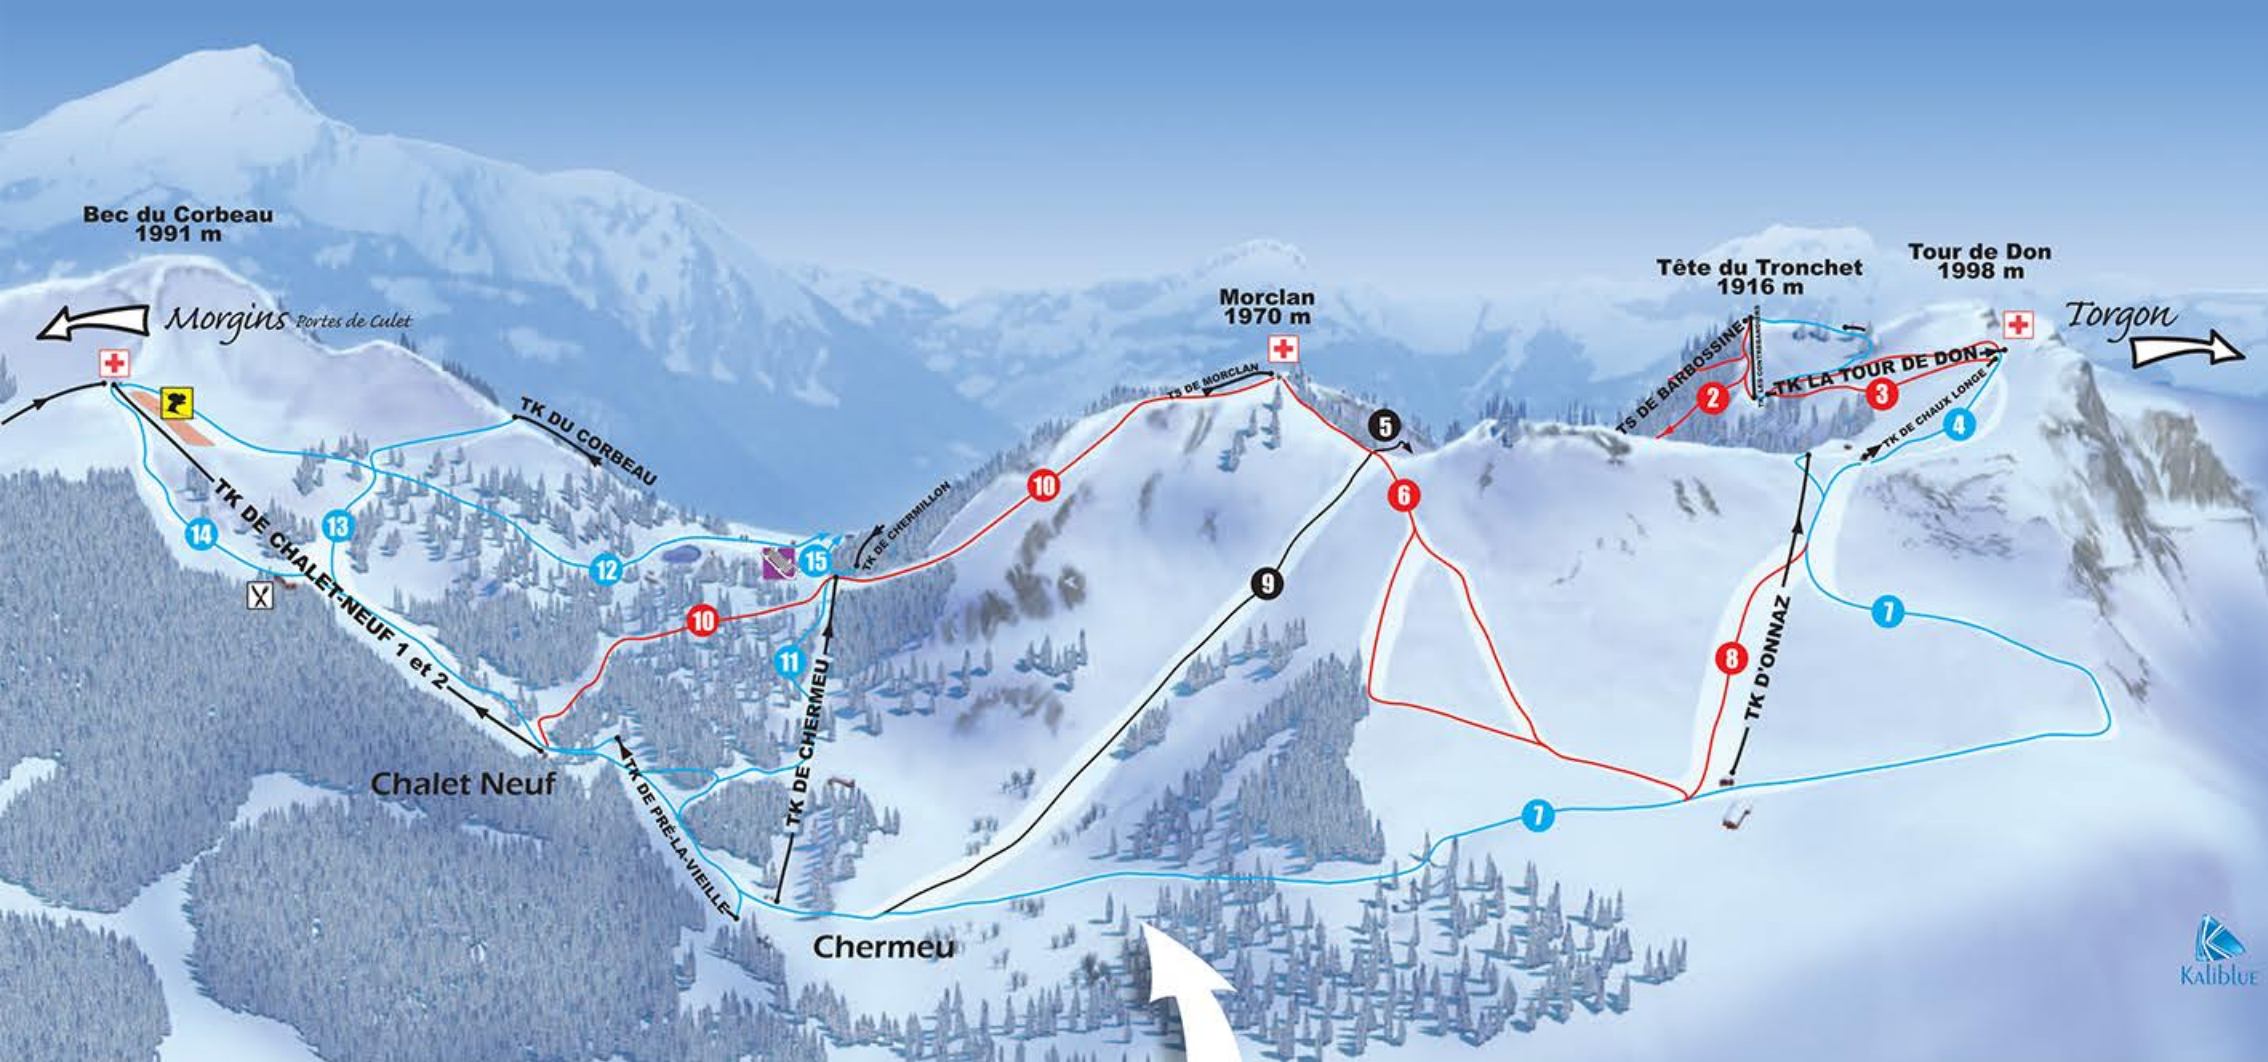 Bec du Corbeau
1991 m
Morgins Portes de Culet
TK DU CORBEAU
TK DE CHALET-NEUF 1 et 2
14
13
12
15
TK DE CHERMILLON
10
10
11
TK DE CHERMEU
Chalet Neuf
TK DE PRÉ-LA-VIEILLE
Chermeu
Morclan
1970 m
TS DE MORCLAN
5
6
9
7
8
TK D'ONNAZ
7
Tête du Tronchet
1916 m
TS DE BARBOSSINE
2
TK LA TOUR DE DON
3
TK DE CHAUX LONGE
4
Tour de Don
1998 m
Torgon
KALIBLUE